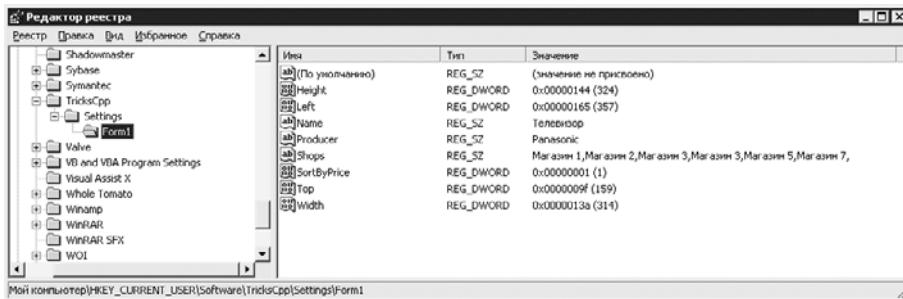 Редактор реестра
Реестр Правка Вид Избранное Справка
Shadowmaster
Sybase
Symantec
TricksCpp
Settings
Form1
Valve
VB and VBA Program Settings
Visual Assist X
Whole Tomato
Winamp
WinRAR
WinRAR SFX
WOI
Имя Тип Значение
(По умолчанию) REG_SZ (значение не присвоено)
Height REG_DWORD 0x00000144 (324)
Left REG_DWORD 0x00000165 (357)
Name REG_SZ Телевизор
Producer REG_SZ Panasonic
Shops REG_SZ Магазин 1,Магазин 2,Магазин 3,Магазин 3,Магазин 5,Магазин 7,
SortByPrice REG_DWORD 0x00000001 (1)
Top REG_DWORD 0x0000009f (159)
Width REG_DWORD 0x0000013a (314)
Мой компьютер\HKEY_CURRENT_USER\Software\TricksCpp\Settings\Form1